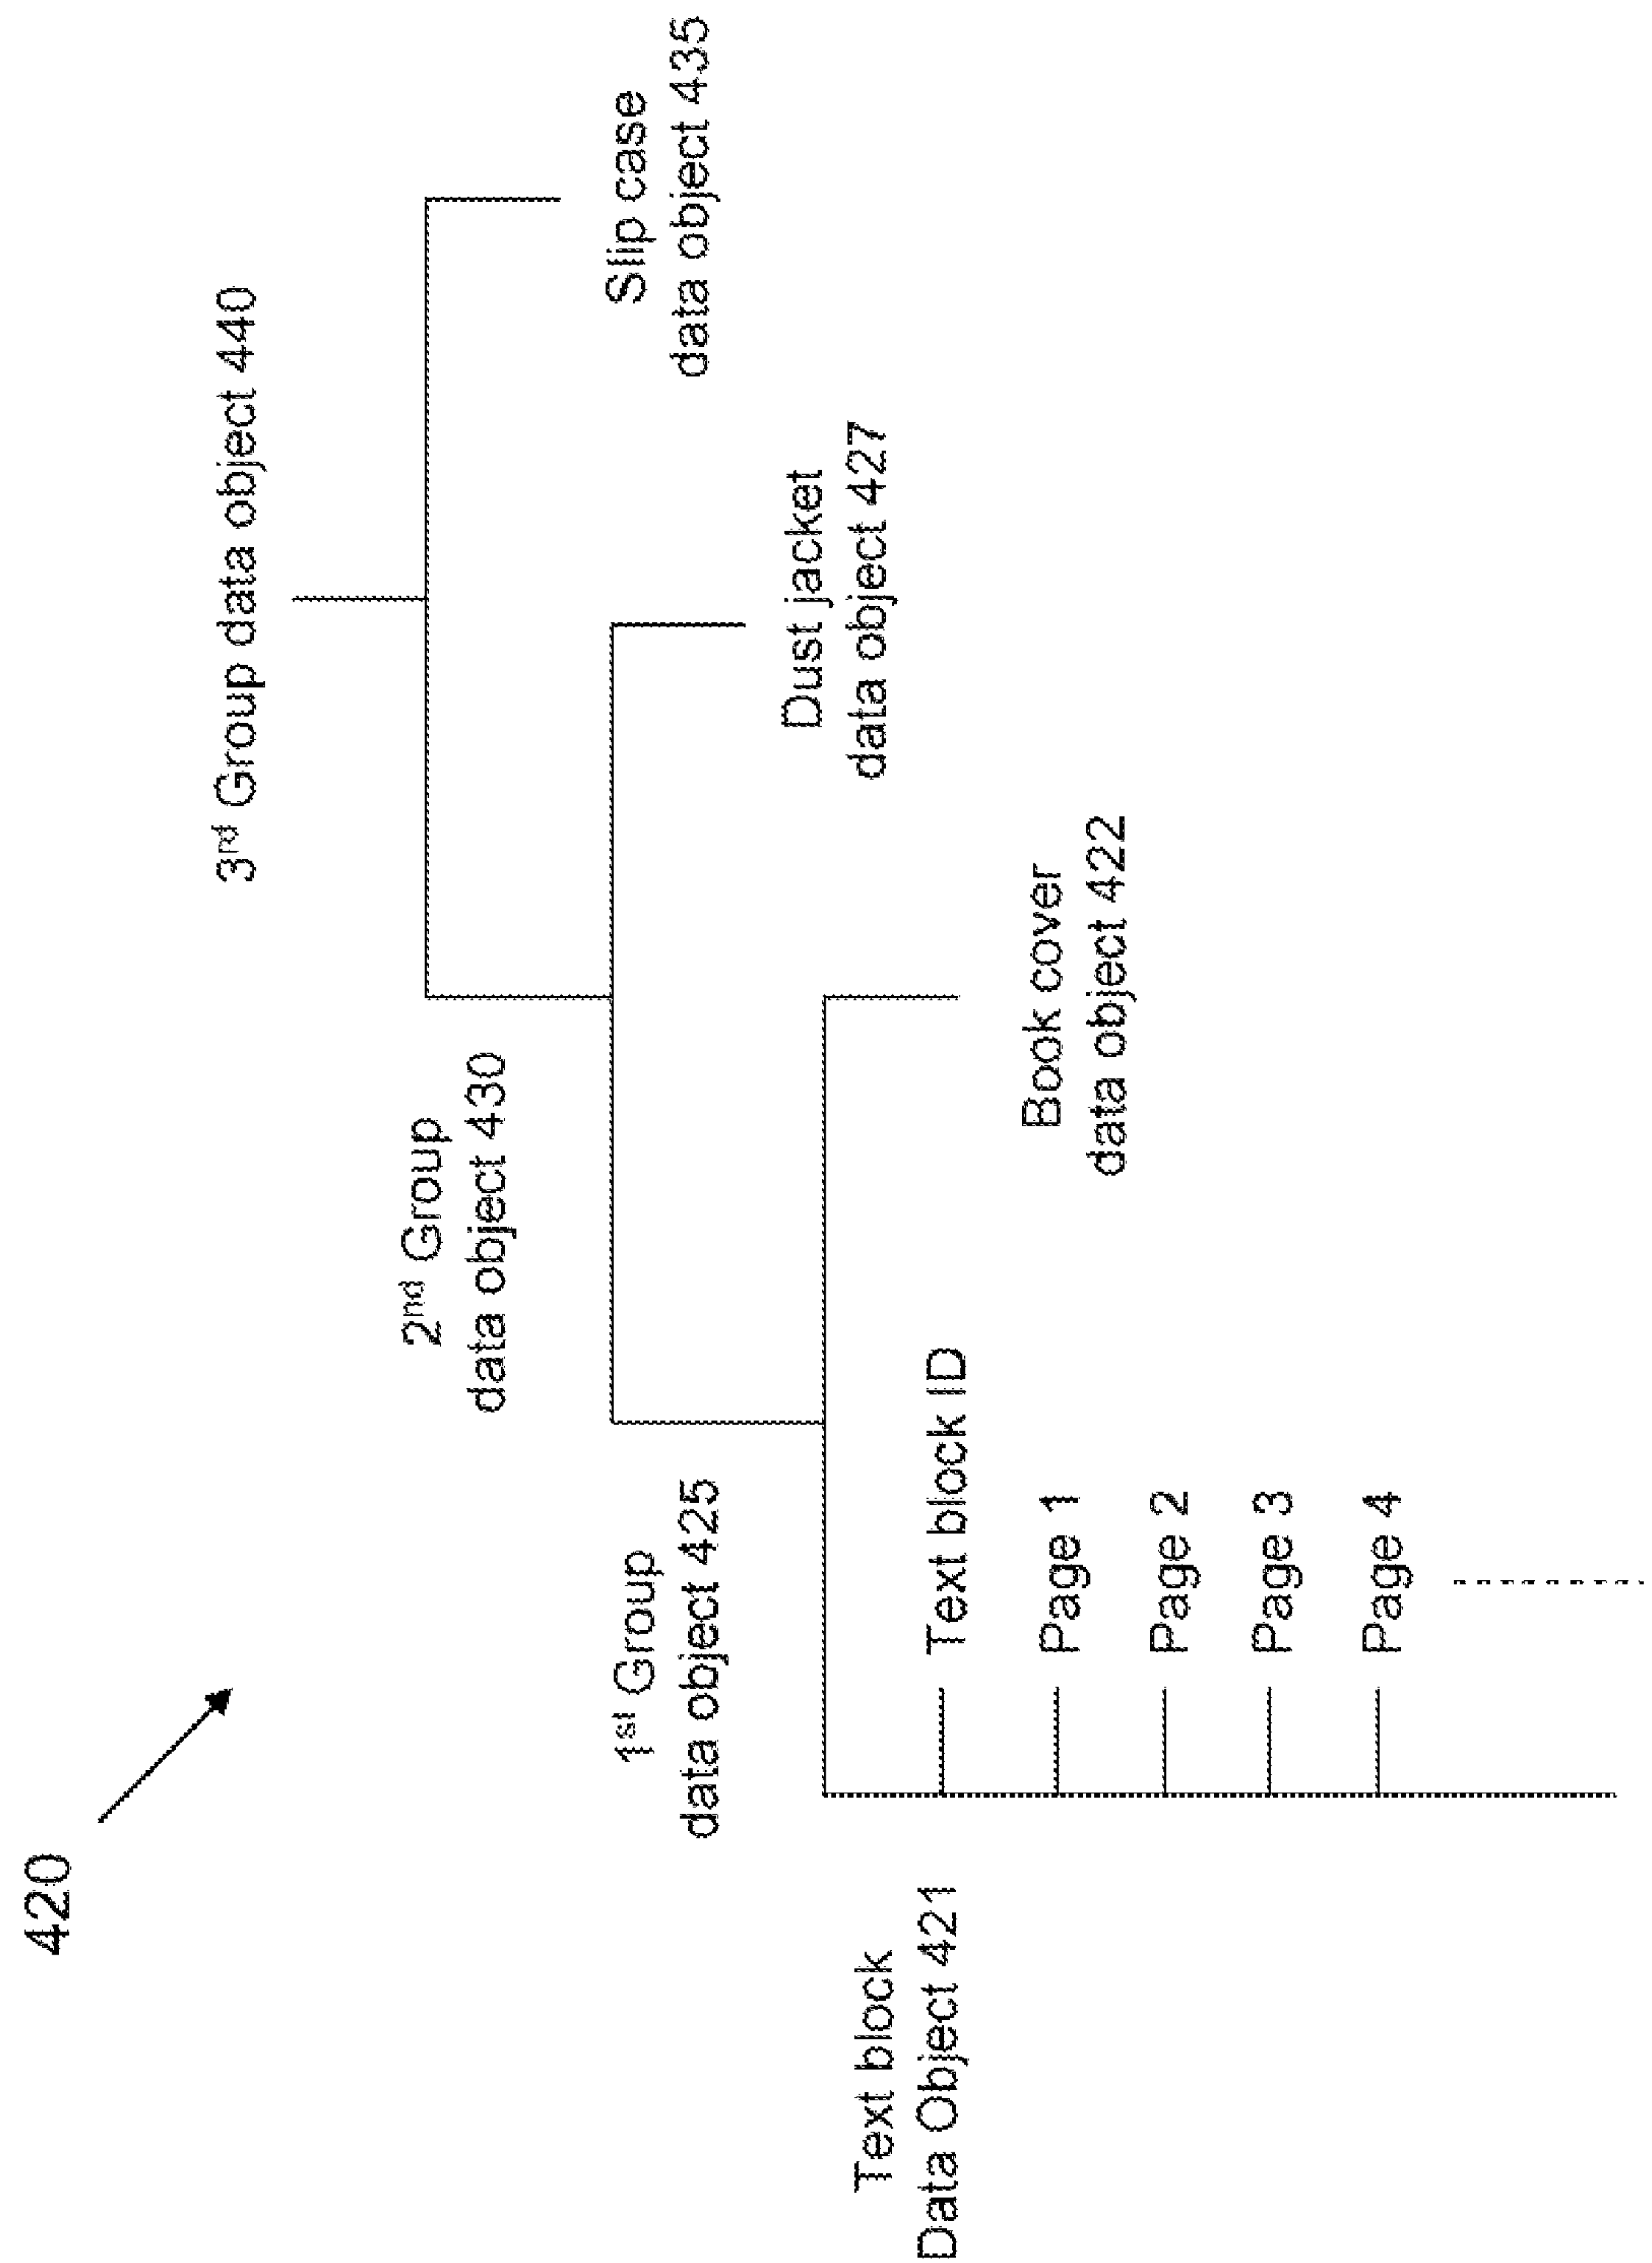 420
3rd Group data object 440
2nd Group
data object 430
Slip case
data object 435
1st Group
data object 425
Dust jacket
data object 427
Text block
Data Object 421
Text block ID
Page 1
Page 2
Page 3
Page 4
Book cover
data object 422